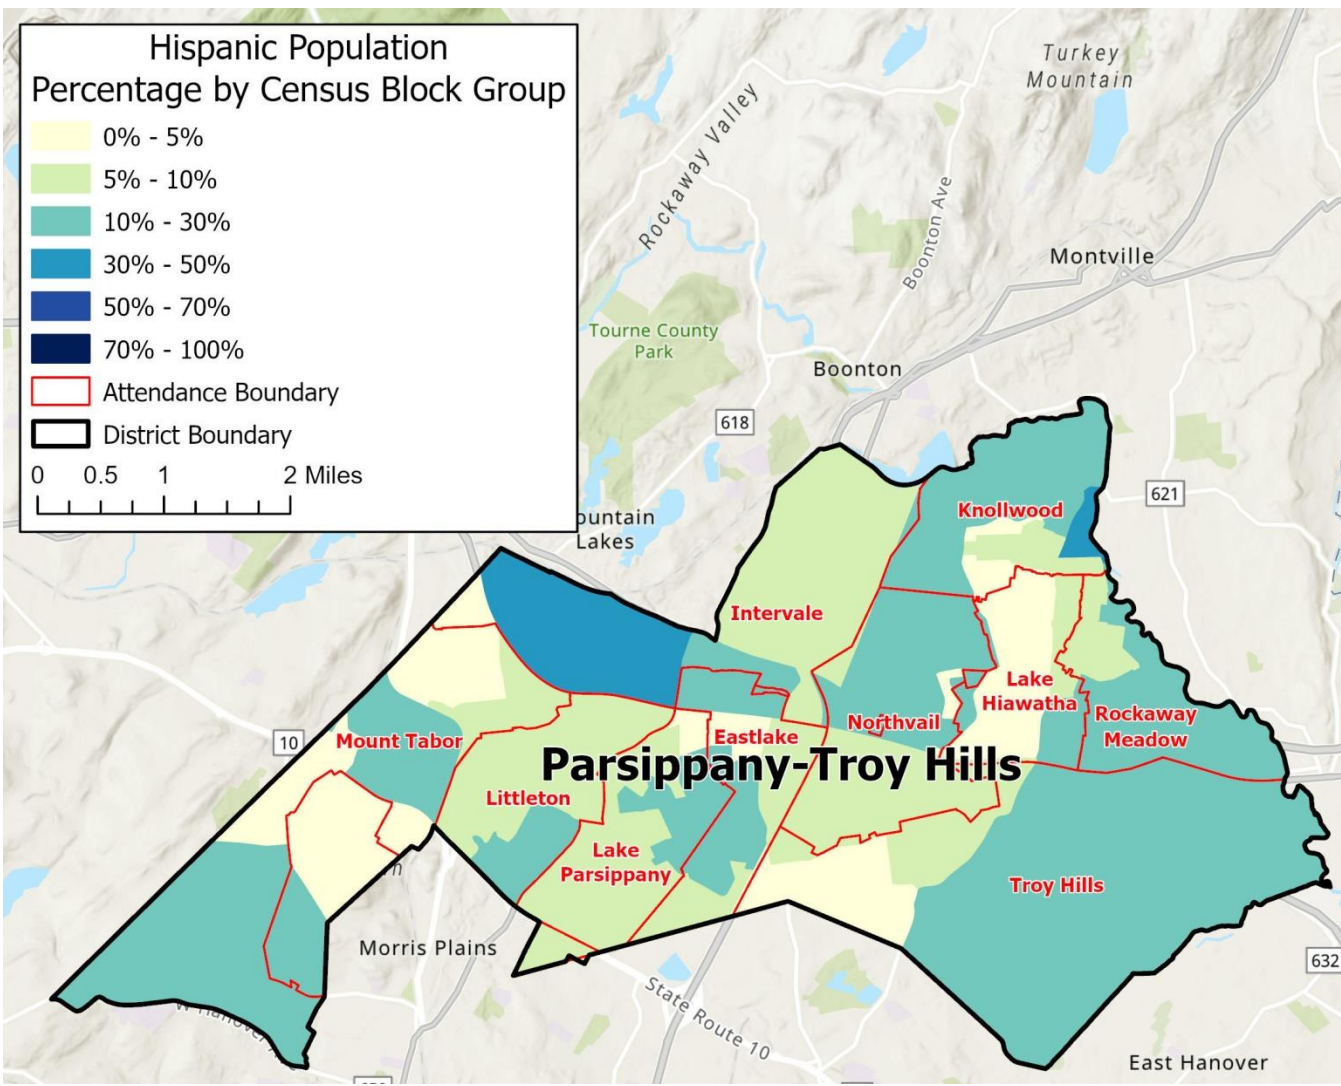 Hispanic Population
Percentage by Census Block Group
0% - 5%
5% - 10%
10% - 30%
30% - 50%
50% - 70%
70% - 100%
Attendance Boundary
District Boundary
0 0.5 1 2 Miles
Turkey
Mountain
Rockaway Valley
Boonton Ave
Montville
Tourne County
Park
Boonton
618
621
Knollwood
Lakes
Intervale
10
Mount Tabor
Eastlake
Northvail
Lake
Hiawatha
Rockaway
Meadow
Parsippany-Troy Hills
Littleton
Lake
Parsippany
Troy Hills
Morris Plains
State Route 10
632
East Hanover